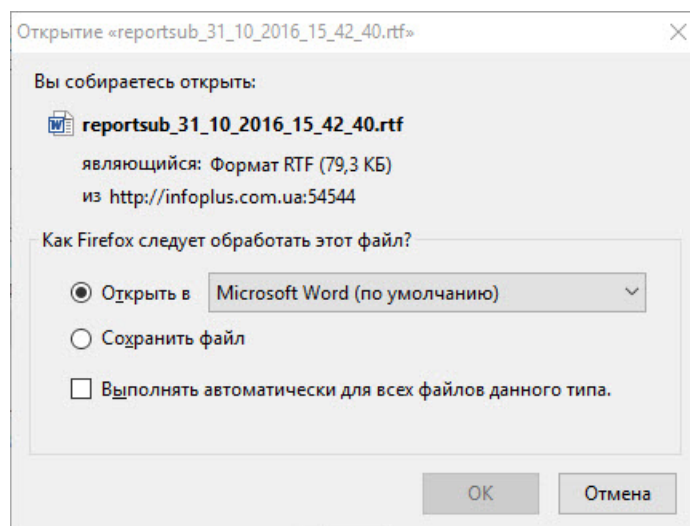 Открытие «reportsub_31_10_2016_15_42_40.rtf»
Вы собираетесь открыть:
reportsub_31_10_2016_15_42_40.rtf
являющийся: Формат RTF (79,3 КБ)
из http://infoplus.com.ua:54544
Как Firefox следует обработать этот файл?
Открыть в Microsoft Word (по умолчанию)
Сохранить файл
Выполнять автоматически для всех файлов данного типа.
ОК Отмена